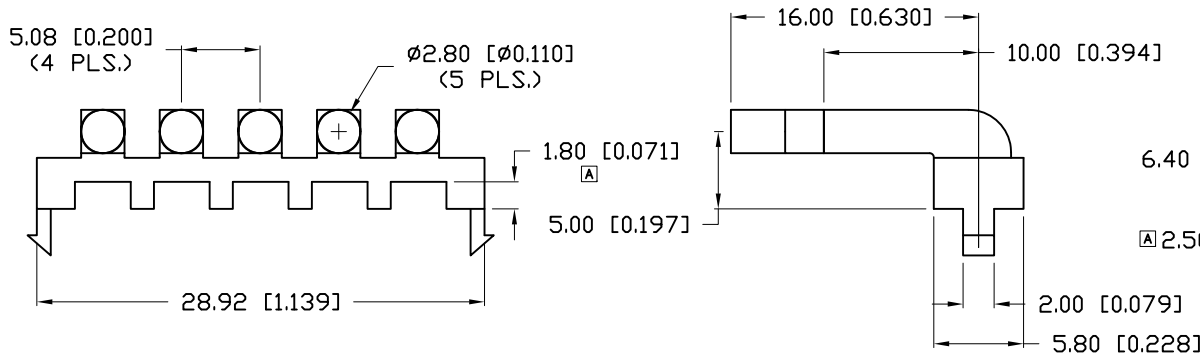 5.08 [0.200]
(4 PLS.)
Ø2.80 [Ø0.110]
(5 PLS.)
1.80 [0.071]
A
5.00 [0.197]
28.92 [1.139]
16.00 [0.630]
10.00 [0.394]
6.40
A 2.50
2.00 [0.079]
5.80 [0.228]